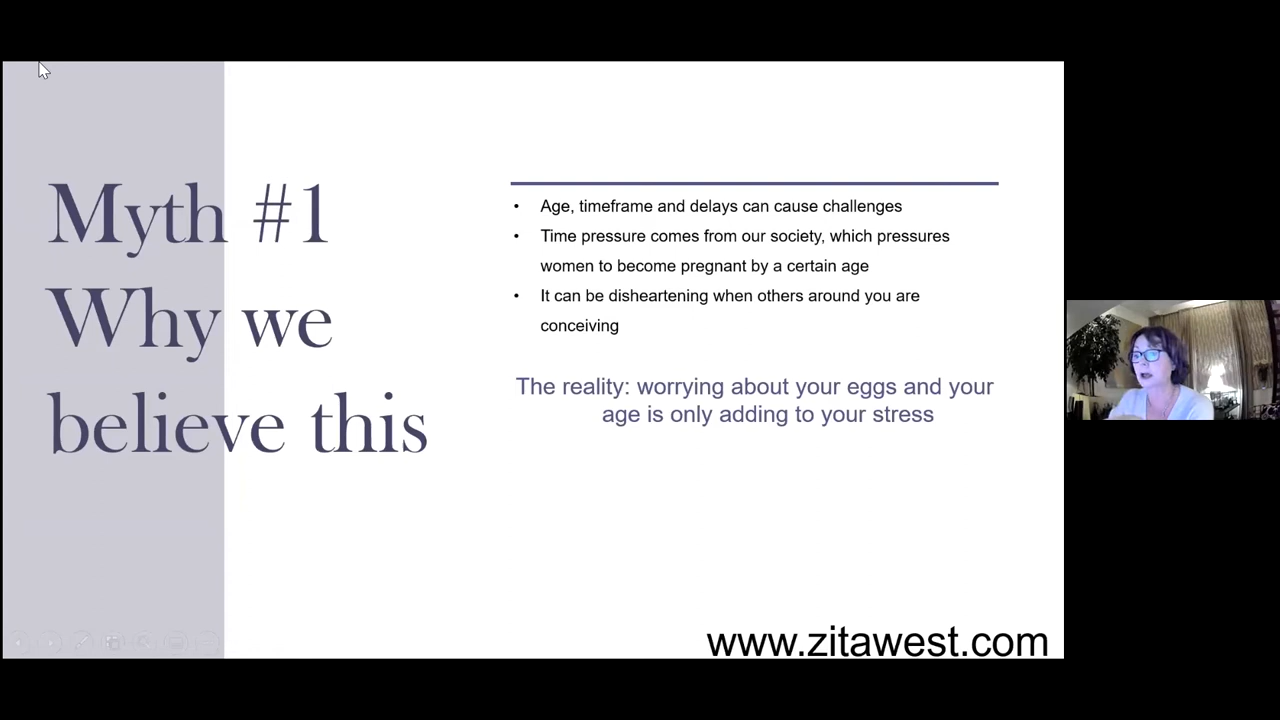 Myth #1
Why we
believe this
• Age, timeframe and delays can cause challenges
• Time pressure comes from our society, which pressures
women to become pregnant by a certain age
• It can be disheartening when others around you are
conceiving
The reality: worrying about your eggs and your
age is only adding to your stress
www.zitawest.com